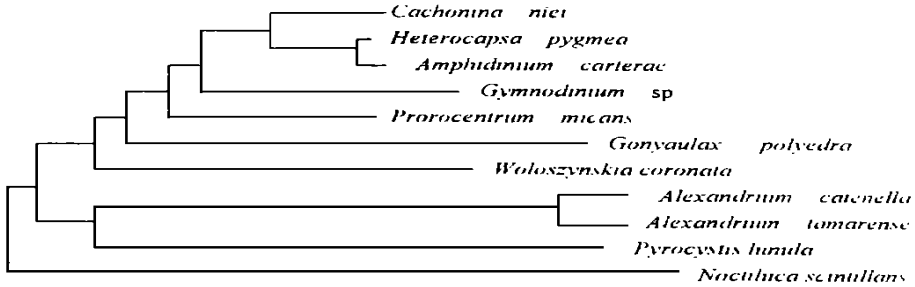 Cachonina niei
Heterocapsa pygmea
Amphidinium carterae
Gymnodinium sp
Prorocentrum micans
Gonyaulax polyedra
Woloszynskia coronata
Alexandrium catenella
Alexandrium tamarense
Pyrocystis lunula
Noctiluca scintillans